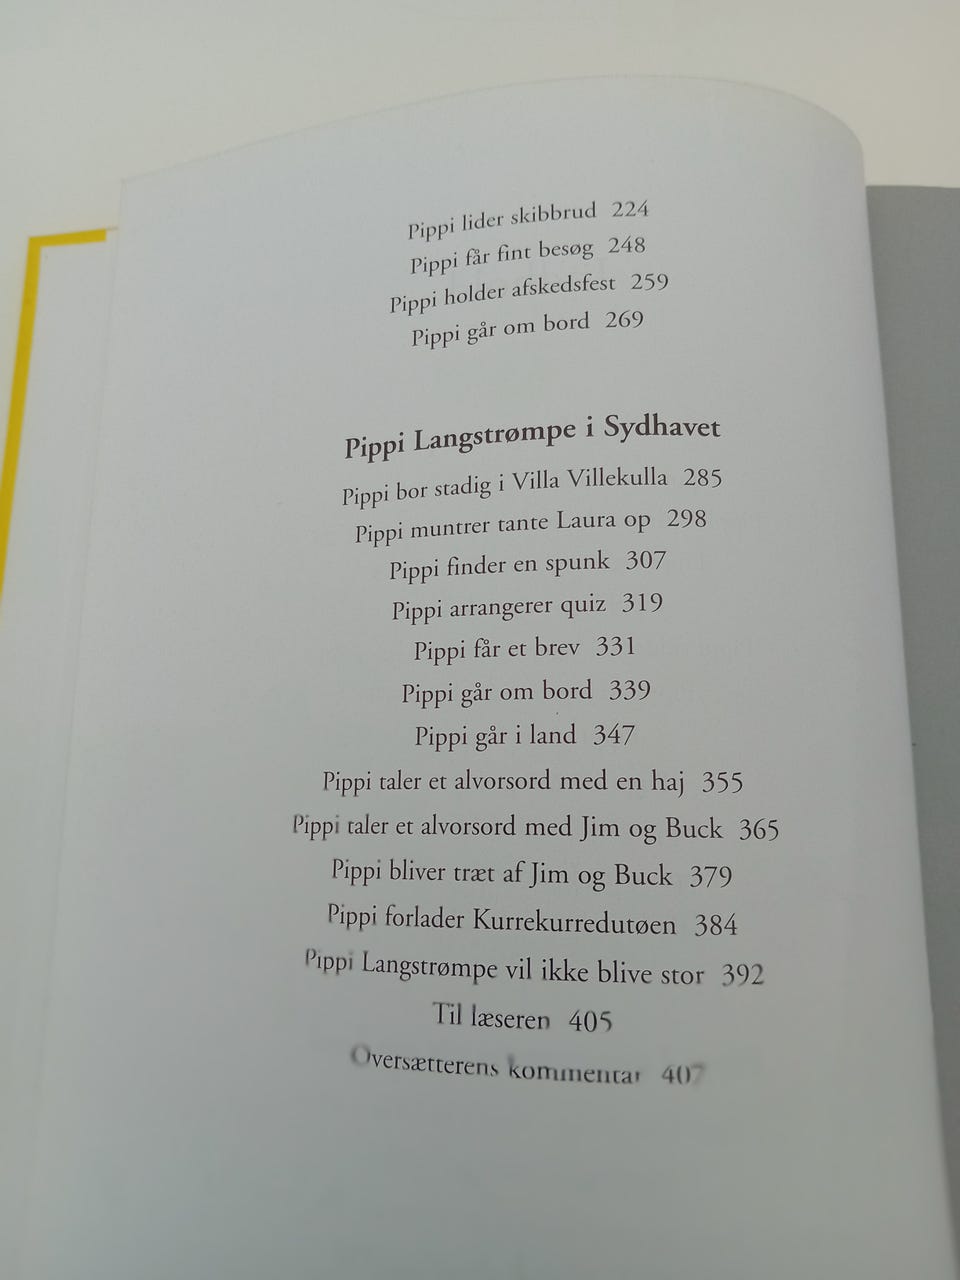 Pippi lider skibbrud 224
Pippi får fint besøg 248
Pippi holder afskedsfest 259
Pippi går om bord 269
Pippi Langstrømpe i Sydhavet
Pippi bor stadig i Villa Villekulla 285
Pippi muntrer tante Laura op 298
Pippi finder en spunk 307
Pippi arrangerer quiz 319
Pippi får et brev 331
Pippi går om bord 339
Pippi går i land 347
Pippi taler et alvorsord med en haj 355
Pippi taler et alvorsord med Jim og Buck 365
Pippi bliver træt af Jim og Buck 379
Pippi forlader Kurrekurredutøen 384
Pippi Langstrømpe vil ikke blive stor 392
Til læseren 405
Oversætterens kommentar 407